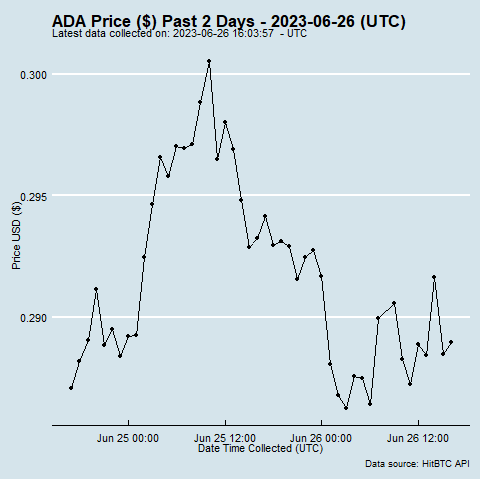 ADA Price ($) Past 2 Days - 2023-06-26 (UTC)
Latest data collected on: 2023-06-26 16:03:57 - UTC
0.300
0.295
0.290
Price USD ($)
Jun 25 00:00 Jun 25 12:00 Jun 26 00:00 Jun 26 12:00
Date Time Collected (UTC)
Data source: HitBTC API